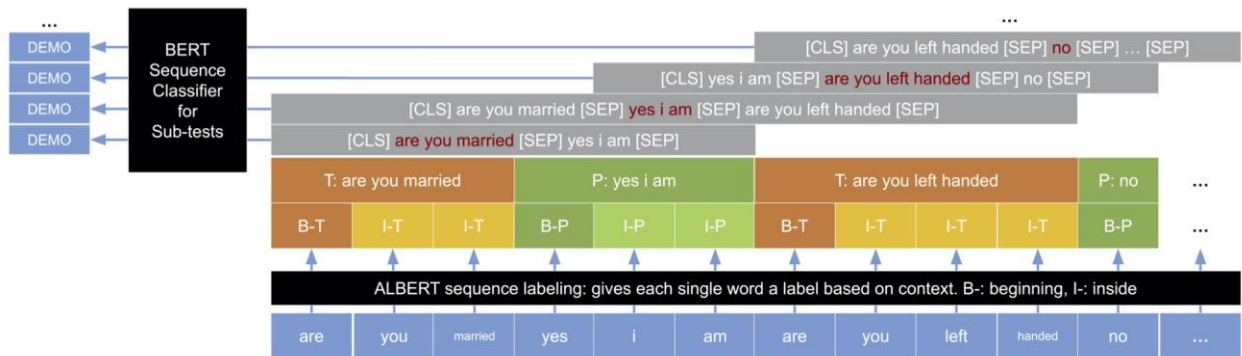 ...
...
DEMO
BERT Sequence Classifier for Sub-tests
[CLS] are you left handed [SEP] no [SEP] ... [SEP]
DEMO
[CLS] yes i am [SEP] are you left handed [SEP] no [SEP]
DEMO
[CLS] are you married [SEP] yes i am [SEP] are you left handed [SEP]
DEMO
[CLS] are you married [SEP] yes i am [SEP]
T: are you married P: yes i am T: are you left handed P: no ...
B-T I-T I-T B-P I-P I-P B-T I-T I-T I-T B-P ...
ALBERT sequence labeling: gives each single word a label based on context. B-: beginning, I-: inside
are you married yes i am are you left handed no ...